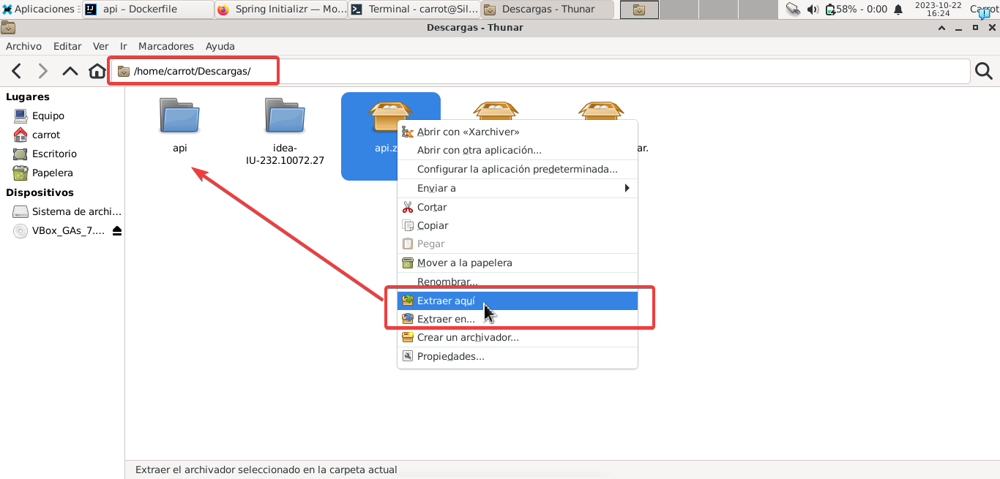 Aplicaciones
api – Dockerfile
Spring Initializr — Mo...
Terminal - carrot@Sil...
Descargas - Thunar
58% - 0:00
2023-10-22
16:24
Carrot
Descargas - Thunar
Archivo Editar Ver Ir Marcadores Ayuda
/home/carrot/Descargas/
Lugares
Equipo
carrot
Escritorio
Papelera
Dispositivos
Sistema de archi...
VBox_GAs_7....
api
idea-
IU-232.10072.27
api.z
ar.
Abrir con «Xarchiver»
Abrir con otra aplicación...
Configurar la aplicación predeterminada...
Enviar a
Cortar
Copiar
Pegar
Mover a la papelera
Renombrar...
Extraer aquí
Extraer en...
Crear un archivador...
Propiedades...
Extraer el archivador seleccionado en la carpeta actual